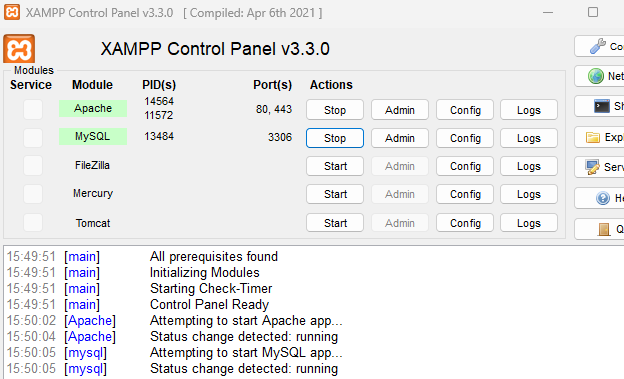 XAMPP Control Panel v3.3.0 [ Compiled: Apr 6th 2021 ]
XAMPP Control Panel v3.3.0
Modules
Service Module PID(s) Port(s) Actions
Apache 14564 11572 80, 443 Stop Admin Config Logs
MySQL 13484 3306 Stop Admin Config Logs
FileZilla Start Admin Config Logs
Mercury Start Admin Config Logs
Tomcat Start Admin Config Logs
Co
Net
Sh
Expl
Serv
He
Q
15:49:51 [main] All prerequisites found
15:49:51 [main] Initializing Modules
15:49:51 [main] Starting Check-Timer
15:49:51 [main] Control Panel Ready
15:50:02 [Apache] Attempting to start Apache app...
15:50:04 [Apache] Status change detected: running
15:50:05 [mysql] Attempting to start MySQL app...
15:50:05 [mysql] Status change detected: running